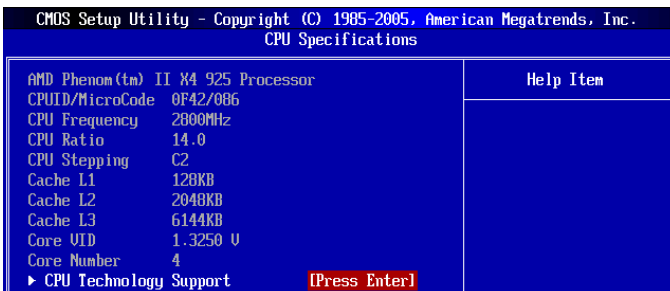 CMOS Setup Utility - Copyright (C) 1985-2005, American Megatrends, Inc.
CPU Specifications
AMD Phenom(tm) II X4 925 Processor
Help Item
CPUID/MicroCode 0F42/086
CPU Frequency 2800MHz
CPU Ratio 14.0
CPU Stepping C2
Cache L1 128KB
Cache L2 2048KB
Cache L3 6144KB
Core VID 1.3250 V
Core Number 4
▶ CPU Technology Support [Press Enter]